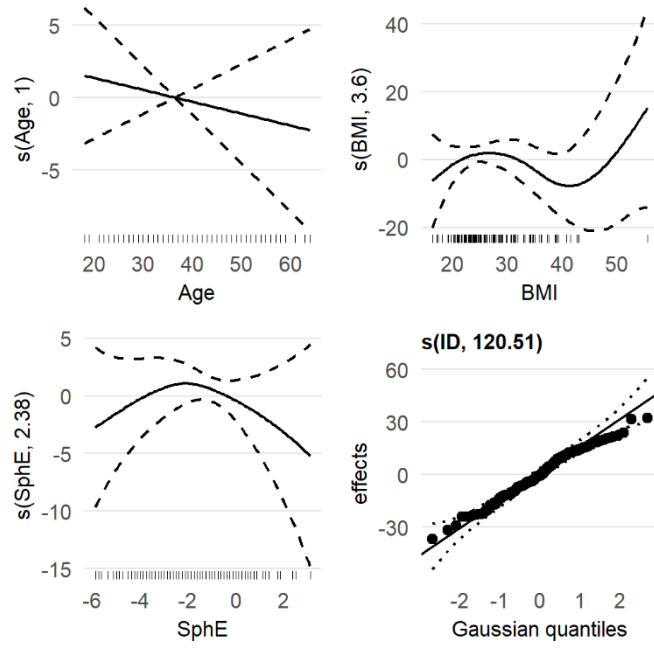 5
0
-5
s(Age, 1)
20 30 40 50 60
Age
40
20
0
-20
s(BMI, 3.6)
20 30 40 50
BMI
5
0
-5
-10
-15
s(SphE, 2.38)
-6 -4 -2 0 2
SphE
s(ID, 120.51)
60
30
0
-30
effects
-2 -1 0 1 2
Gaussian quantiles